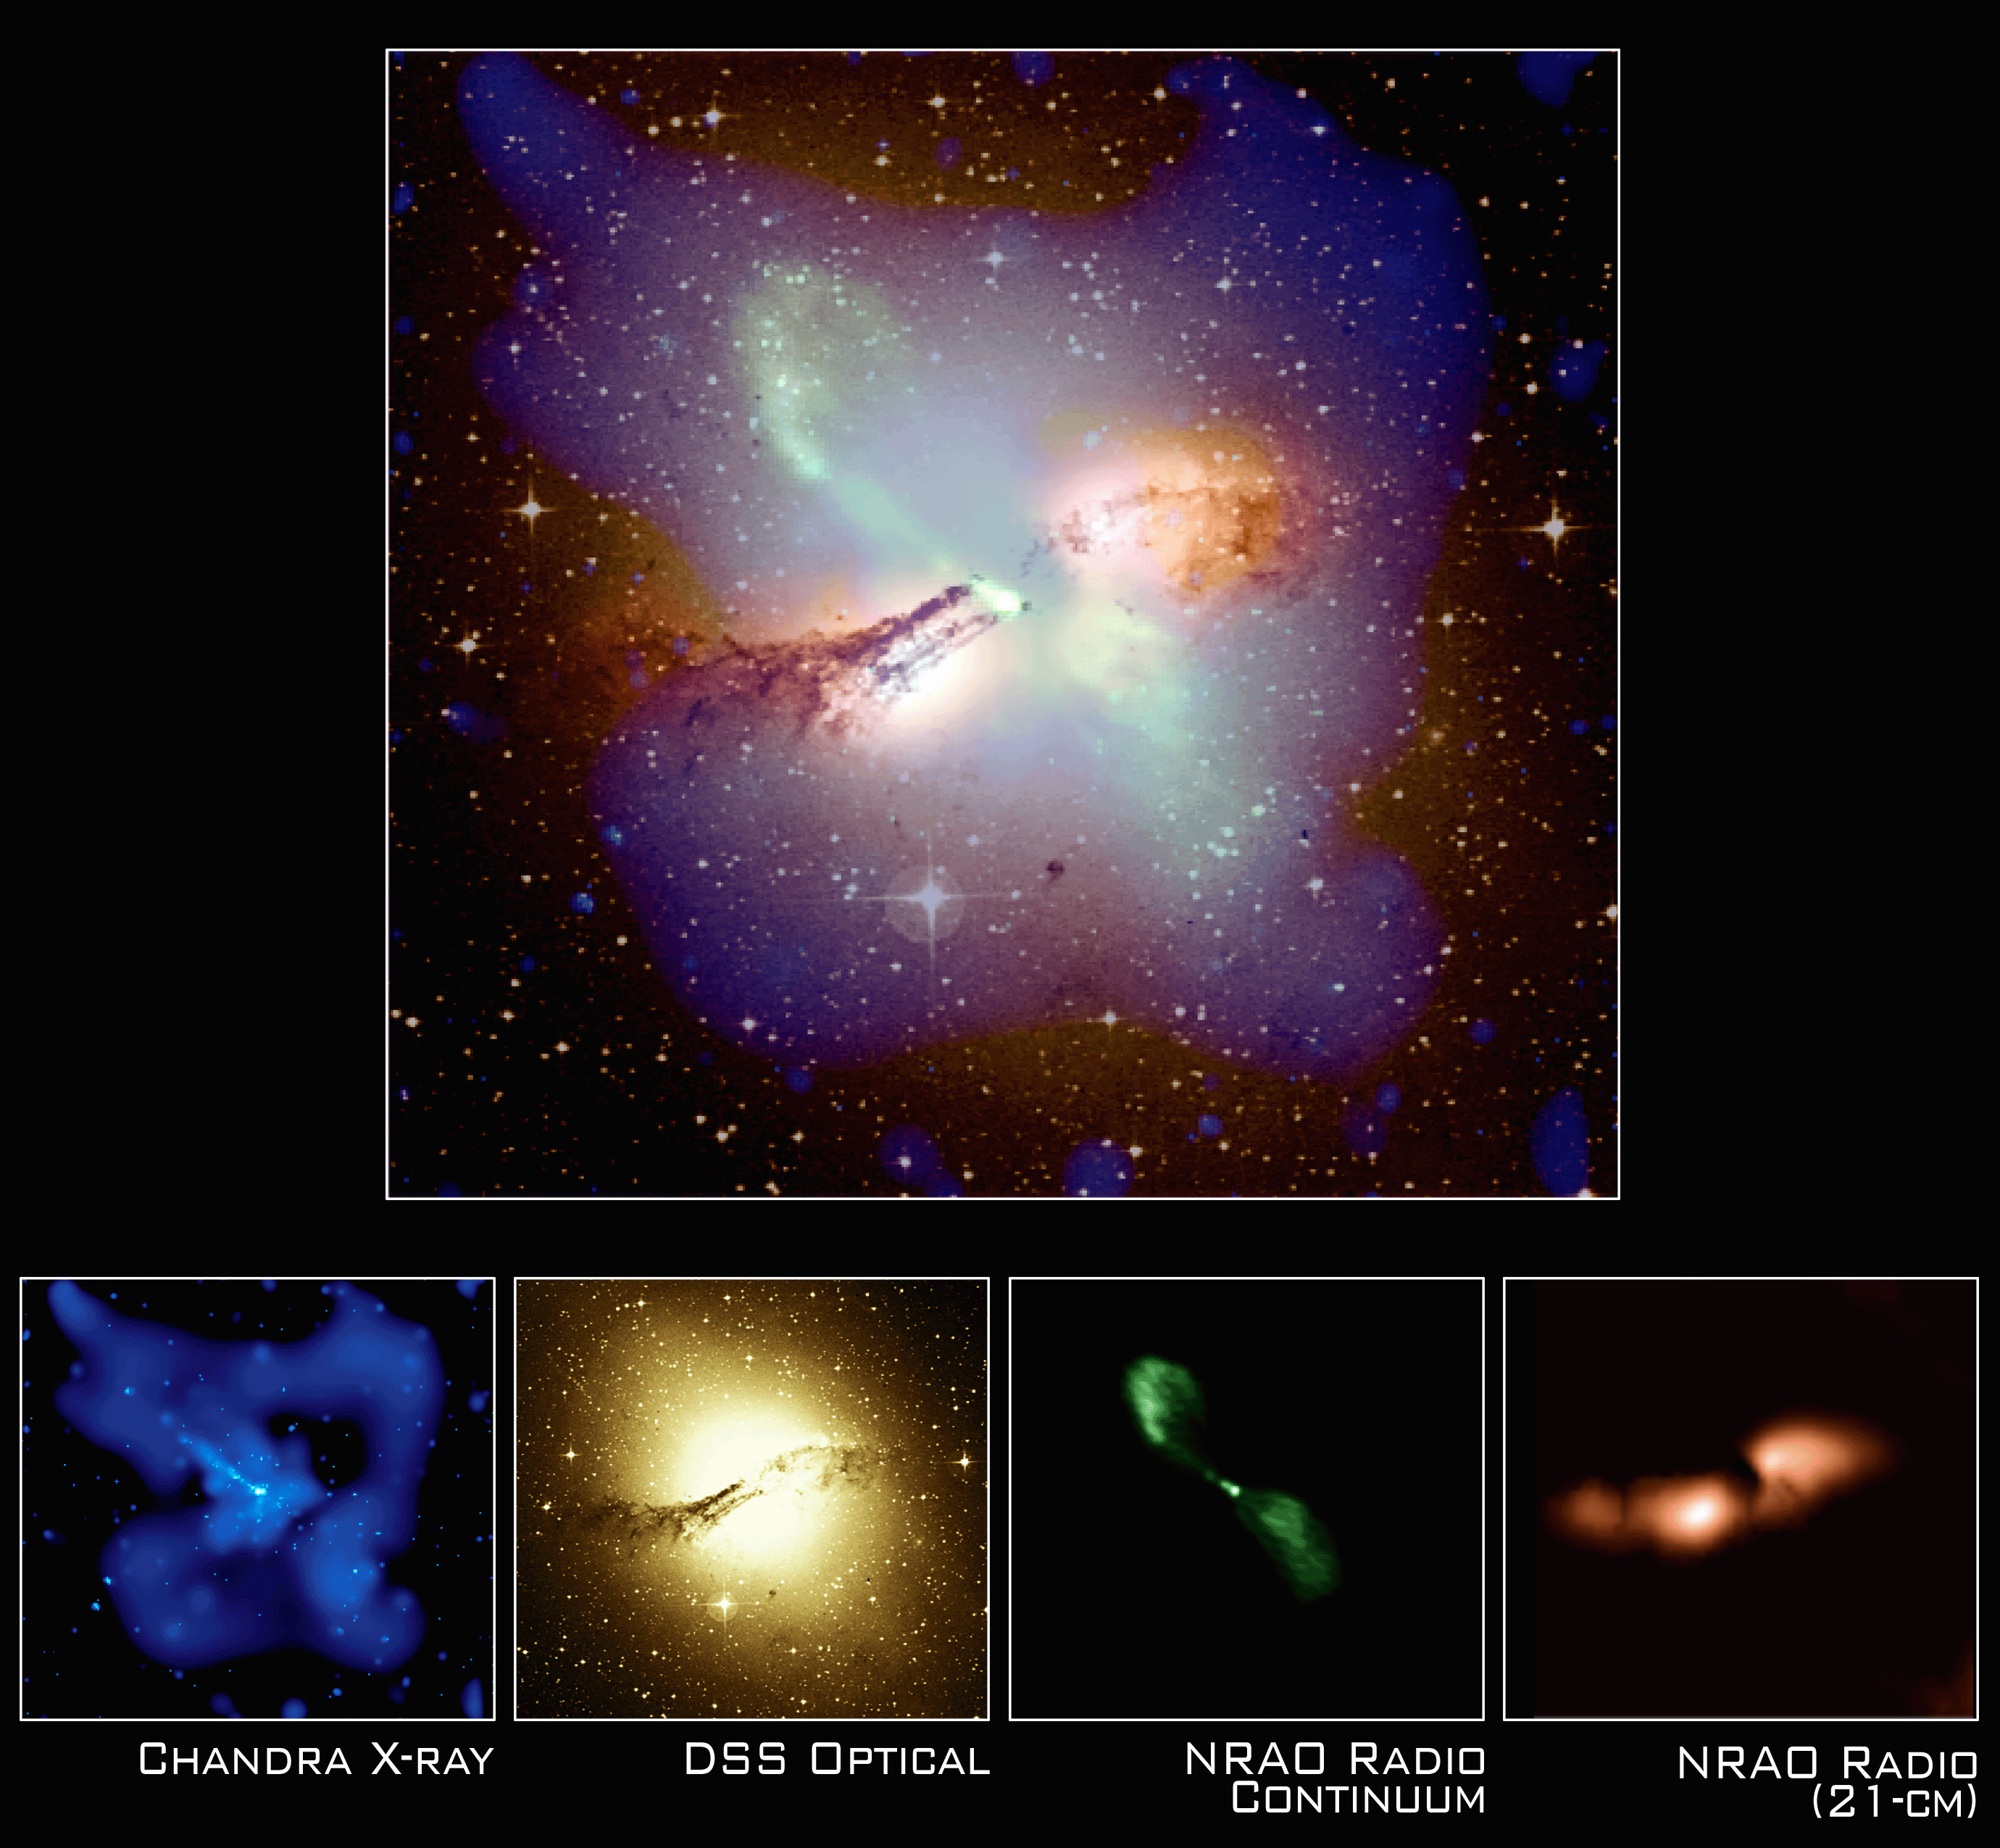 Chandra X-ray
DSS Optical
NRAO Radio
Continuum
NRAO Radio
(21-cm)